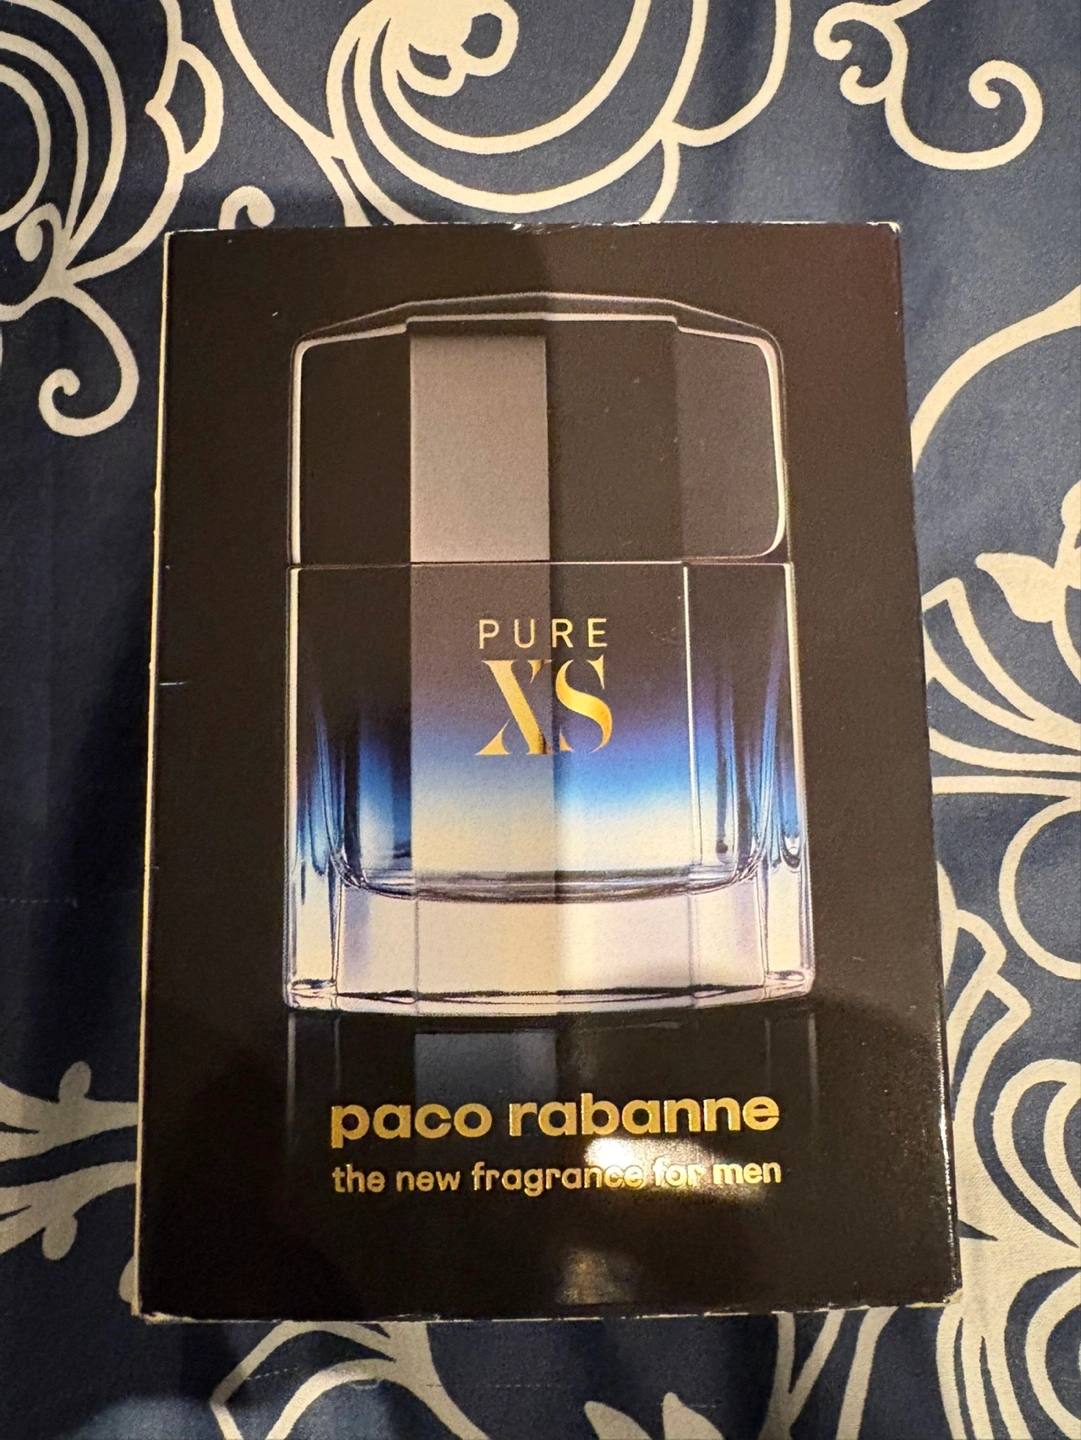 PURE
XS
paco rabanne
the new fragrance for men